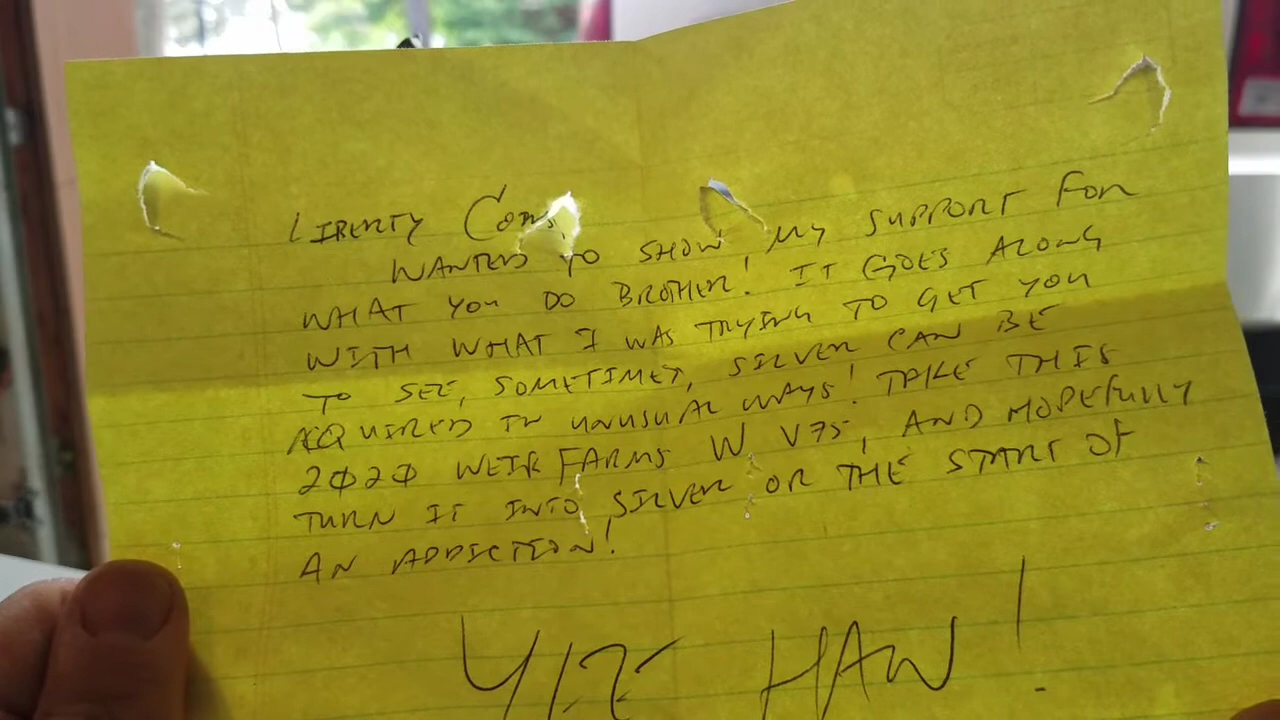 LIBERTY COINS,
WANTED TO SHOW MY SUPPORT FOR
WHAT YOU DO BROTHER! IT GOES ALONG
WITH WHAT I WAS TRYING TO GET YOU
TO SEE, SOMETIMES, SILVER CAN BE
ACQUIRED IN UNUSUAL WAYS! TAKE THIS
2020 WEIR FARMS W V75, AND HOPEFULLY
TURN IT INTO SILVER OR THE START OF
AN ADDICTION!
YIE HAW!